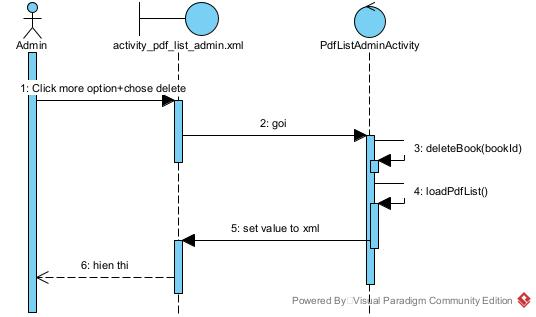 Admin
activity_pdf_list_admin.xml
PdfListAdminActivity
1: Click more option+chose delete
2: goi
3: deleteBook(bookId)
4: loadPdfList()
5: set value to xml
6: hien thi
Powered By Visual Paradigm Community Edition